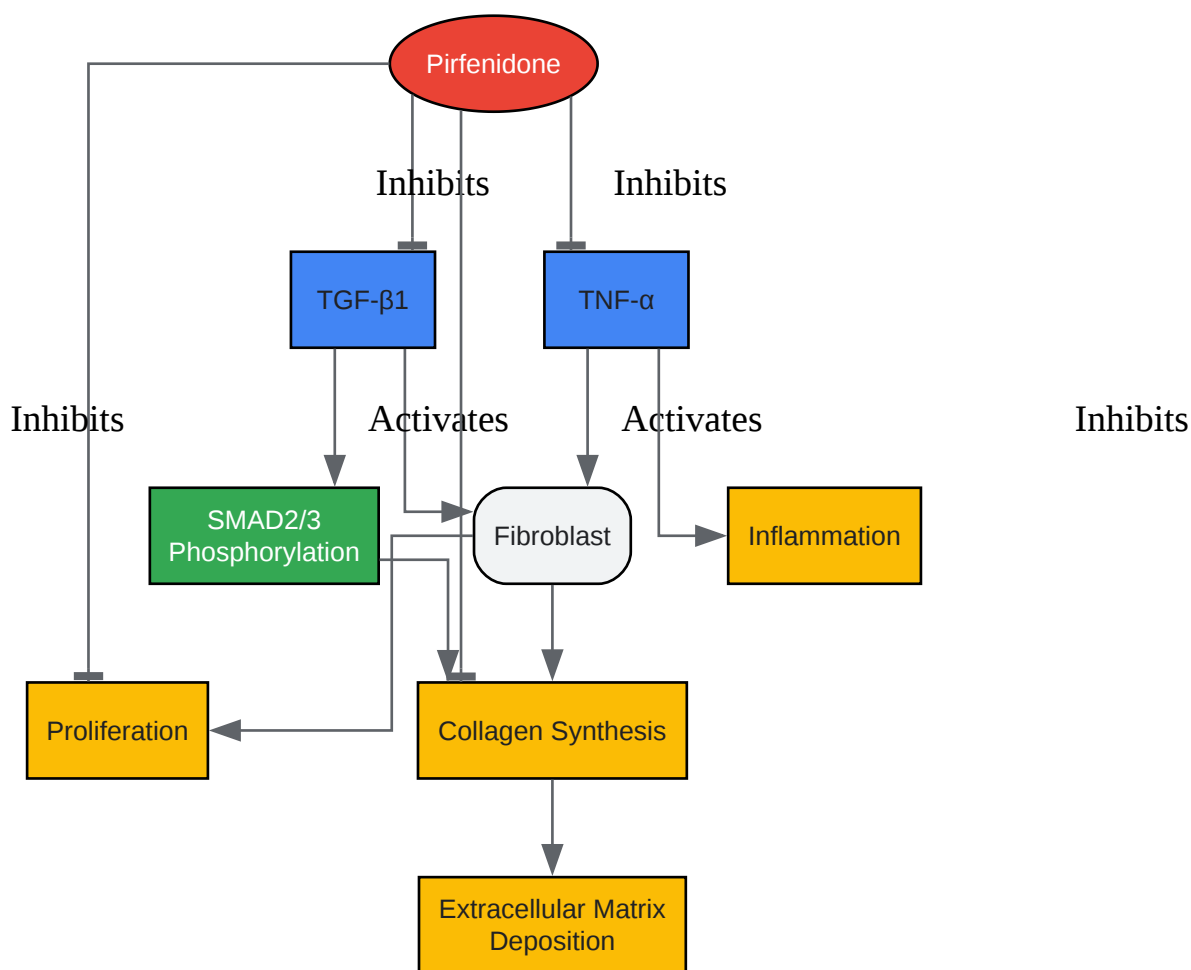 Pirfenidone
Inhibits
Inhibits
TGF-β1
TNF-α
Inhibits
Activates
Activates
Inhibits
SMAD2/3
Phosphorylation
Fibroblast
Inflammation
Proliferation
Collagen Synthesis
Extracellular Matrix
Deposition